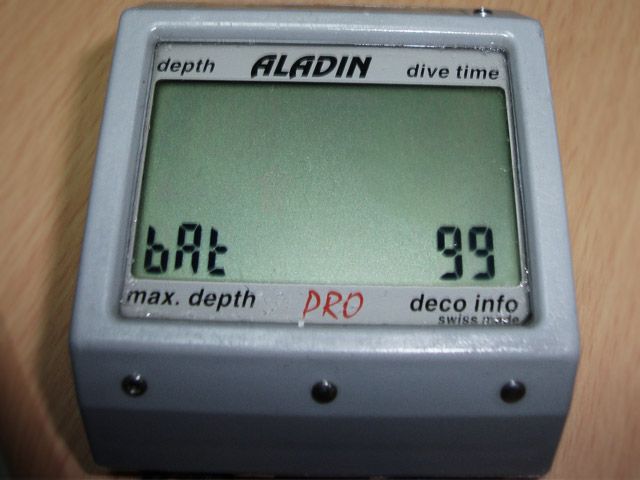 depth ALADIN dive time
bAt 99
max. depth PRO deco info
swiss made